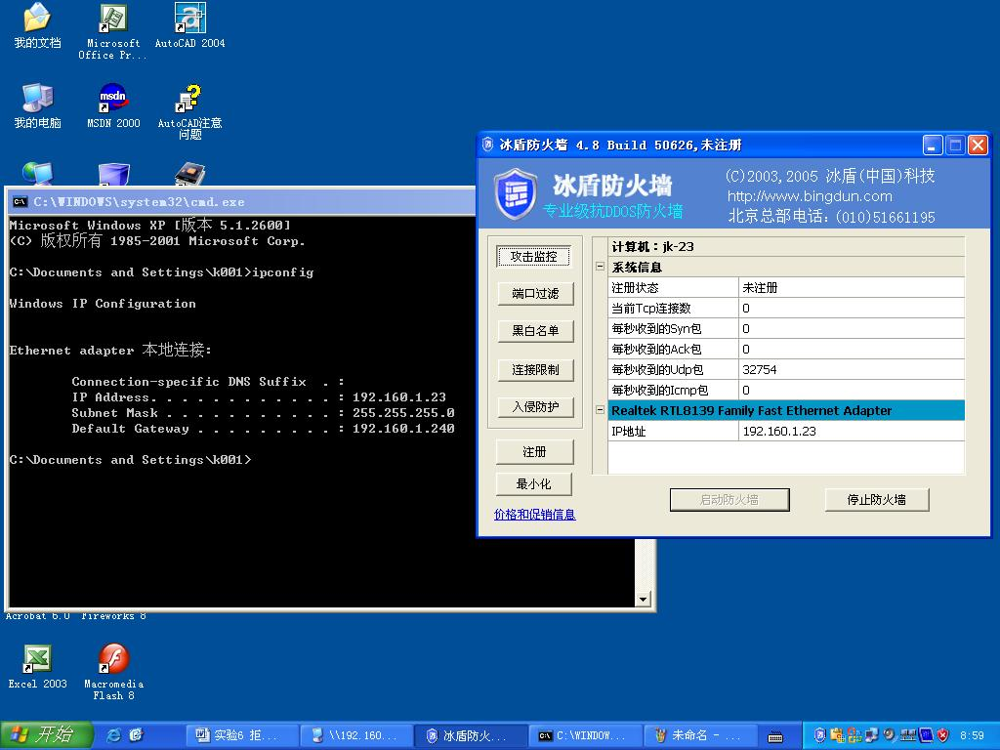 我的文档
Microsoft Office Pr...
AutoCAD 2004
我的电脑
msdn
MSDN 2000
AutoCAD注意问题
C:\WINDOWS\system32\cmd.exe
Microsoft Windows XP [版本 5.1.2600]
(C) 版权所有 1985-2001 Microsoft Corp.
C:\Documents and Settings\k001>ipconfig
Windows IP Configuration
Ethernet adapter 本地连接:
Connection-specific DNS Suffix  . :
IP Address. . . . . . . . . . . . : 192.160.1.23
Subnet Mask . . . . . . . . . . . : 255.255.255.0
Default Gateway . . . . . . . . . : 192.160.1.240
C:\Documents and Settings\k001>
冰盾防火墙 4.8 Build 50626,未注册
冰盾防火墙
专业级抗DDOS防火墙
(C)2003,2005 冰盾(中国)科技
http://www.bingdun.com
北京总部电话：(010)51661195
攻击监控
端口过滤
黑白名单
连接限制
入侵防护
注册
最小化
价格和促销信息
计算机：jk-23
系统信息
注册状态 未注册
当前Tcp连接数 0
每秒收到的Syn包 0
每秒收到的Ack包 0
每秒收到的Udp包 32754
每秒收到的Icmp包 0
Realtek RTL8139 Family Fast Ethernet Adapter
IP地址 192.160.1.23
启动防火墙
停止防火墙
Acrobat 6.0
Fireworks 8
Excel 2003
Macromedia Flash 8
开始
实验6 拒...
\\192.160...
冰盾防火...
C:\WINDOW...
未命名 - ...
8:59